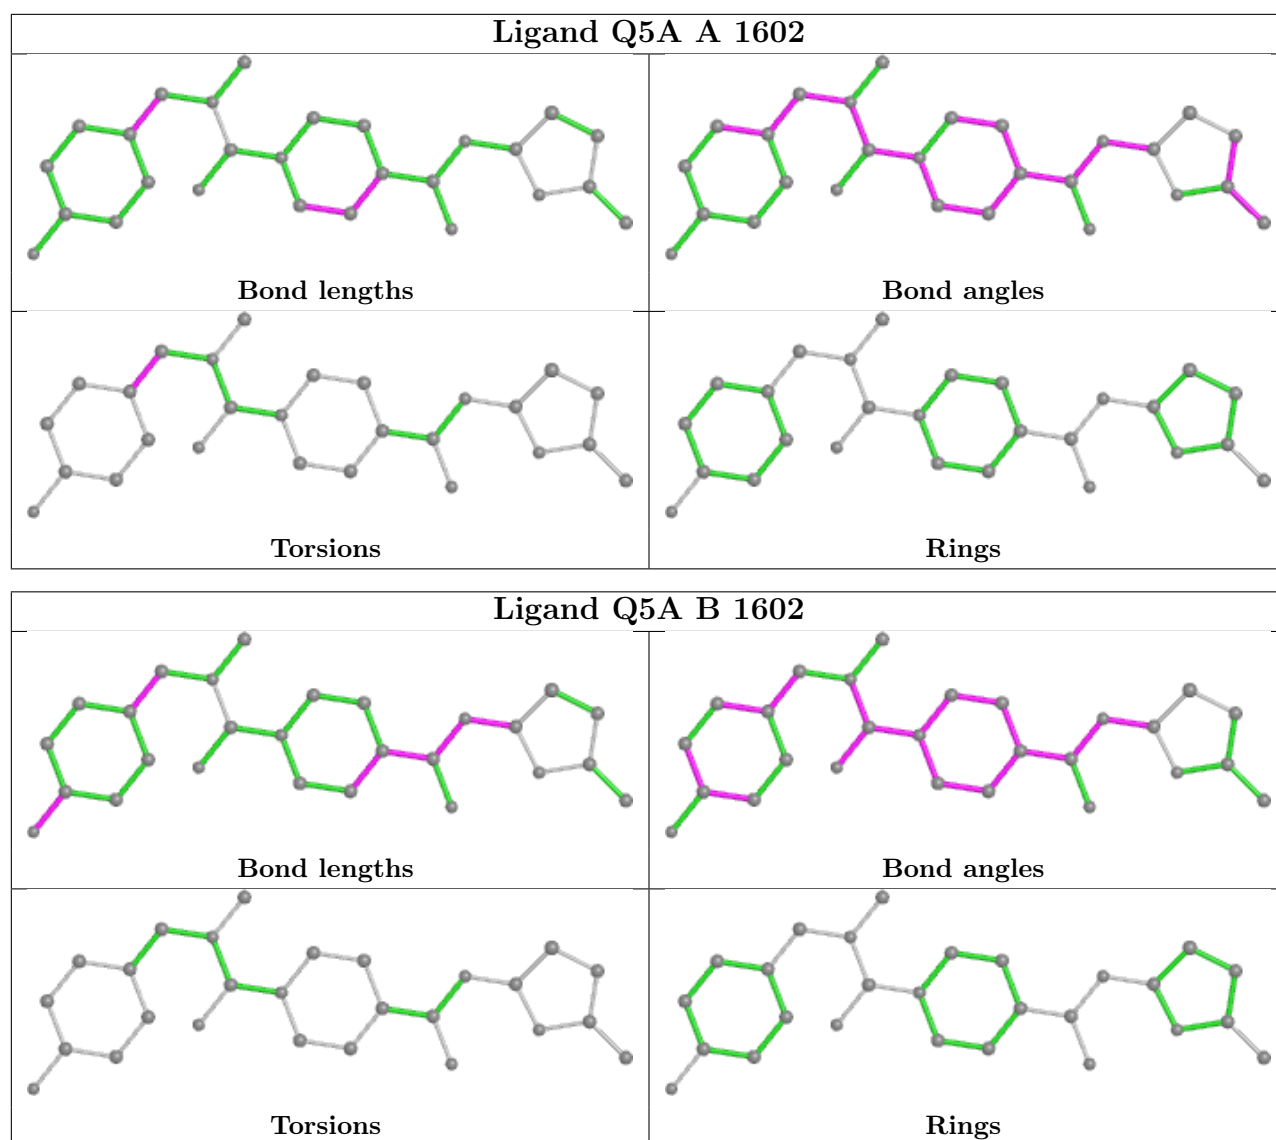 Ligand Q5A A 1602
Bond lengths
Bond angles
Torsions
Rings
Ligand Q5A B 1602
Bond lengths
Bond angles
Torsions
Rings